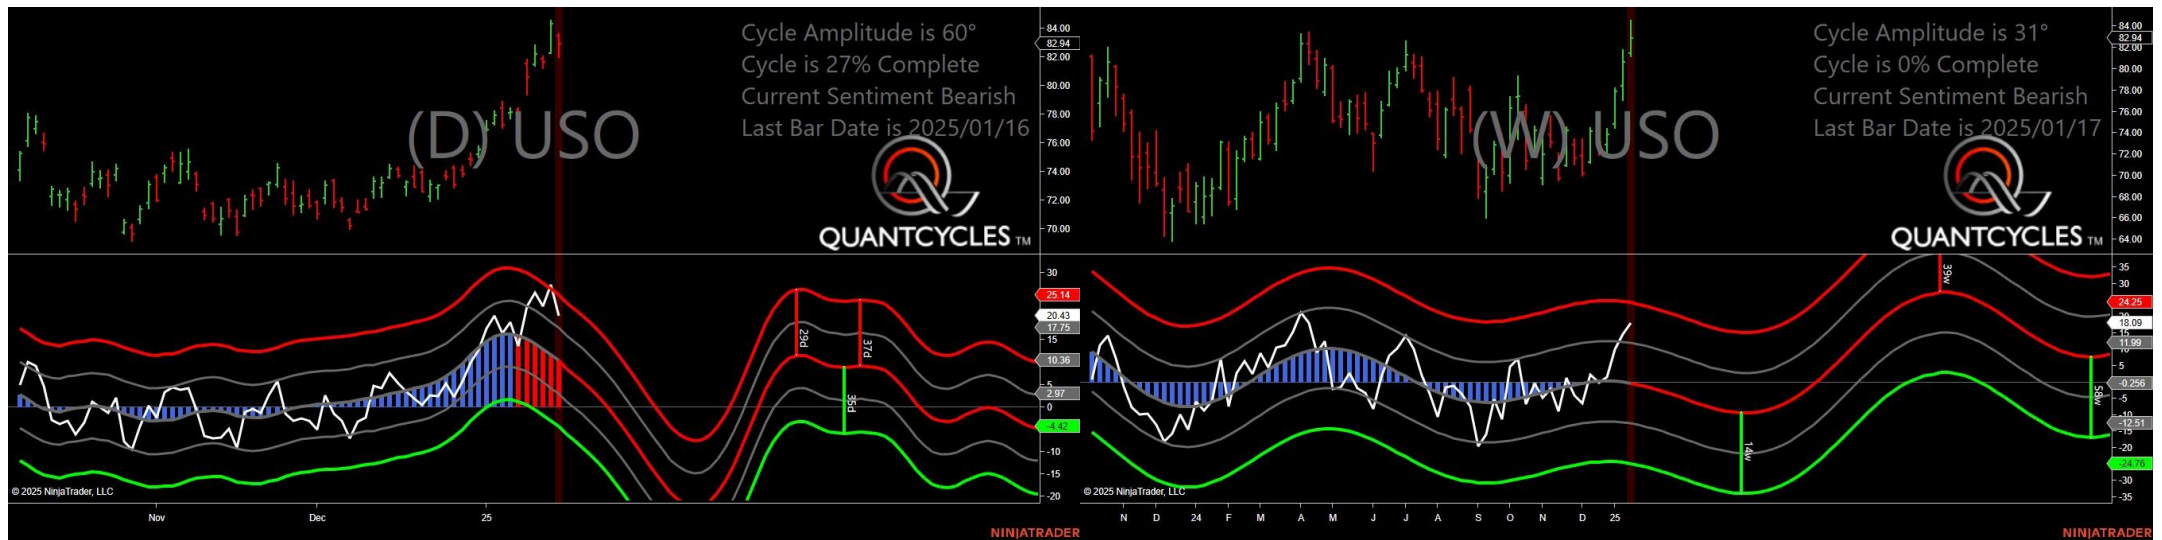 Cycle Amplitude is 60°
Cycle is 27% Complete
Current Sentiment Bearish
Last Bar Date is 2025/01/16
(D) USO
QUANTCYCLES TM
84.00
82.94
82.00
80.00
78.00
76.00
74.00
72.00
70.00
30
25.14
20.43
17.75
15
10.36
5
2.97
0
-4.42
-10
-15
-20
29d
37d
35d
© 2025 NinjaTrader, LLC
Nov
Dec
25
NINJATRADER
Cycle Amplitude is 31°
Cycle is 0% Complete
Current Sentiment Bearish
Last Bar Date is 2025/01/17
(W) USO
QUANTCYCLES TM
84.00
82.94
82.00
80.00
78.00
76.00
74.00
72.00
70.00
68.00
66.00
64.00
35
30
24.25
18.09
15
11.99
5
-0.256
-5
-10
-12.51
-15
-20
-24.76
-30
-35
39w
14w
58w
© 2025 NinjaTrader, LLC
N D 24 F M A M J J A S O N D 25
NINJATRADER